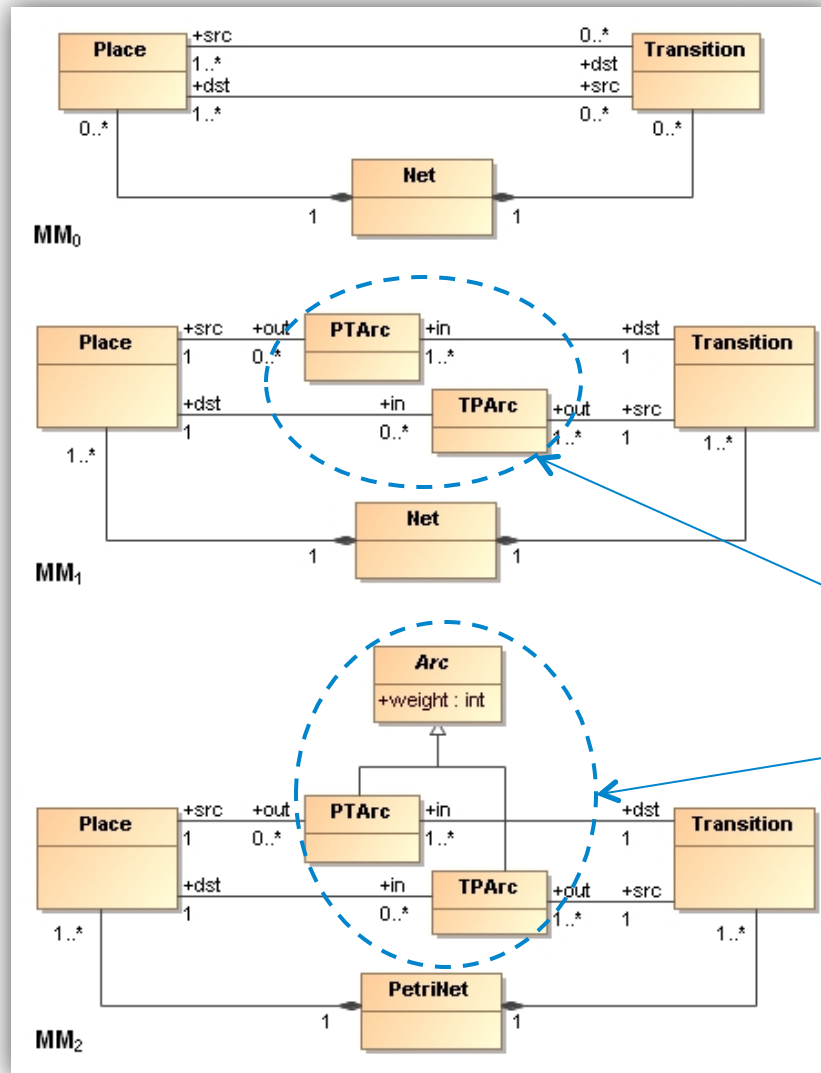 Place +src 0..* Transition
1..* +dst
+dst +src
1..* 0..*
0..* 0..*
Net
1 1
MM₀
Place +src +out PTArc +in +dst Transition
1 0..* 1..* 1
+dst +in TPArc +out +src
1 0..* 1..* 1
1..* 1..*
Net
1 1
MM₁
Arc
+weight : int
Place +src +out PTArc +in +dst Transition
1 0..* 1..* 1
+dst +in TPArc +out +src
1 0..* 1..* 1
1..* 1..*
PetriNet
1 1
MM₂